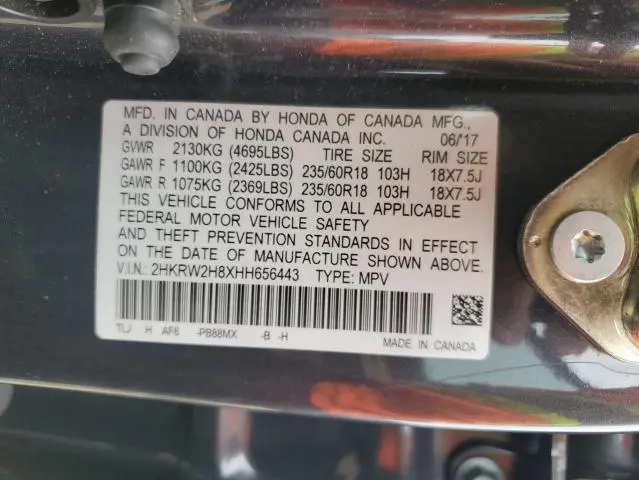 MFD. IN CANADA BY HONDA OF CANADA MFG.,
A DIVISION OF HONDA CANADA INC. 06/17
GVWR 2130KG (4695LBS) TIRE SIZE RIM SIZE
GAWR F 1100KG (2425LBS) 235/60R18 103H 18X7.5J
GAWR R 1075KG (2369LBS) 235/60R18 103H 18X7.5J
THIS VEHICLE CONFORMS TO ALL APPLICABLE
FEDERAL MOTOR VEHICLE SAFETY
AND THEFT PREVENTION STANDARDS IN EFFECT
ON THE DATE OF MANUFACTURE SHOWN ABOVE.
V.I.N.: 2HKRW2H8XHH656443 TYPE: MPV
TLJ H AF6 -PB88MX -B -H
MADE IN CANADA